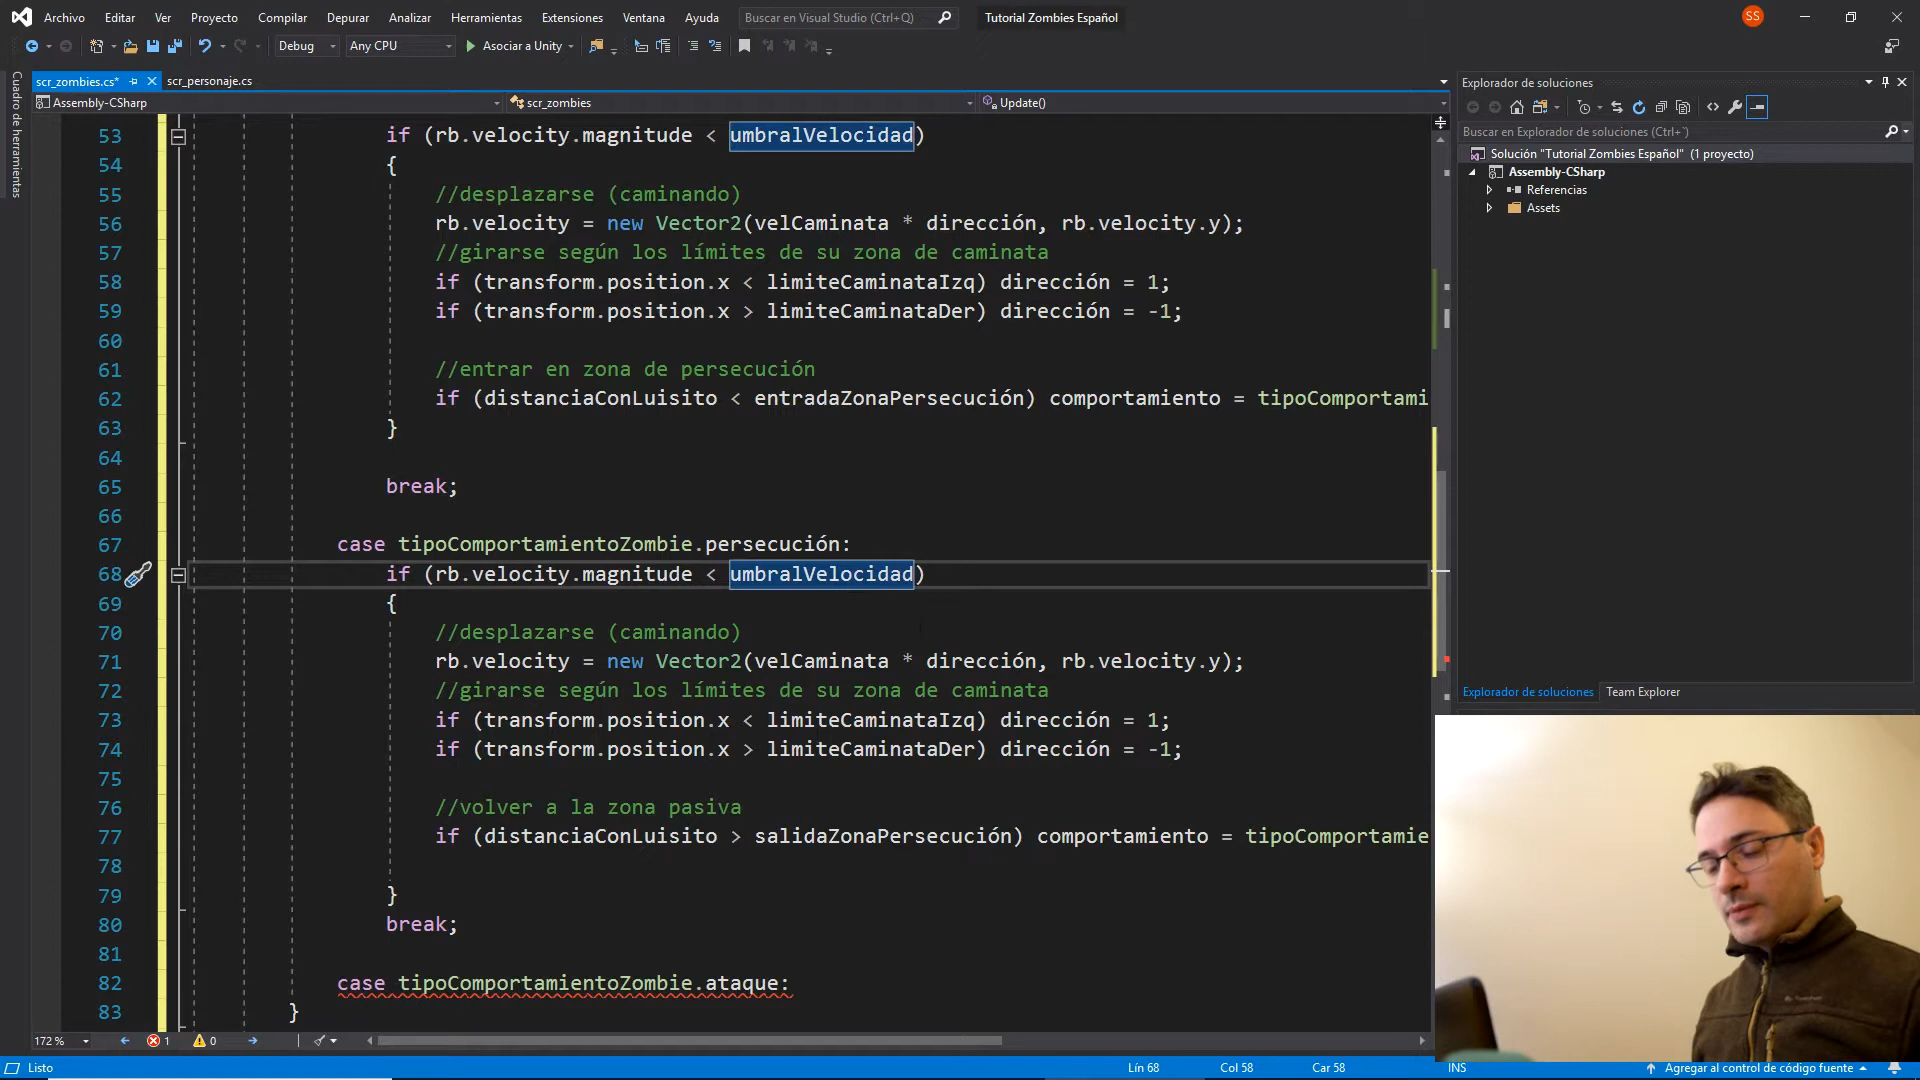 Archivo Editar Ver Proyecto Compilar Depurar Analizar Herramientas Extensiones Ventana Ayuda Buscar en Visual Studio (Ctrl+Q) Tutorial Zombies Español SS
Debug Any CPU Asociar a Unity
Cuadro de herramientas
scr_zombies.cs* scr_personaje.cs
Assembly-CSharp scr_zombies Update()
53 if (rb.velocity.magnitude < umbralVelocidad)
54 {
55 //desplazarse (caminando)
56 rb.velocity = new Vector2(velCaminata * dirección, rb.velocity.y);
57 //girarse según los límites de su zona de caminata
58 if (transform.position.x < limiteCaminataIzq) dirección = 1;
59 if (transform.position.x > limiteCaminataDer) dirección = -1;
60
61 //entrar en zona de persecución
62 if (distanciaConLuisito < entradaZonaPersecución) comportamiento = tipoComportami
63 }
64
65 break;
66
67 case tipoComportamientoZombie.persecución:
68 if (rb.velocity.magnitude < umbralVelocidad)
69 {
70 //desplazarse (caminando)
71 rb.velocity = new Vector2(velCaminata * dirección, rb.velocity.y);
72 //girarse según los límites de su zona de caminata
73 if (transform.position.x < limiteCaminataIzq) dirección = 1;
74 if (transform.position.x > limiteCaminataDer) dirección = -1;
75
76 //volver a la zona pasiva
77 if (distanciaConLuisito > salidaZonaPersecución) comportamiento = tipoComportamie
78
79 }
80 break;
81
82 case tipoComportamientoZombie.ataque:
83 }
172 % 1 0
Explorador de soluciones
Buscar en Explorador de soluciones (Ctrl+¨)
Solución "Tutorial Zombies Español" (1 proyecto)
Assembly-CSharp
Referencias
Assets
Explorador de soluciones Team Explorer
Listo Lín 68 Col 58 Car 58 INS Agregar al control de código fuente